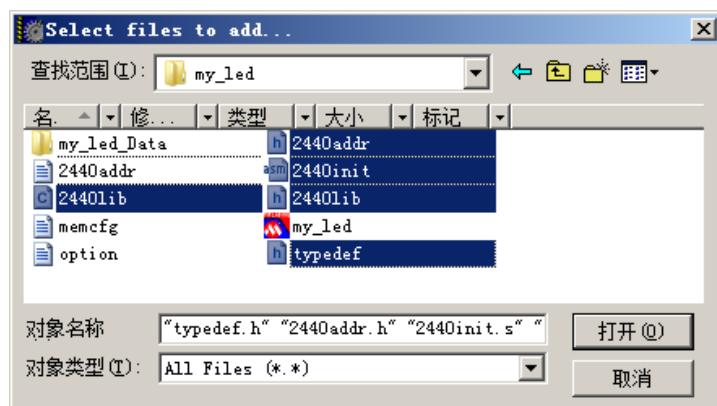 Select files to add...
查找范围(I): my_led
名. 修... 类型 大小 标记
my_led_Data h 2440addr
2440addr asm 2440init
C 2440lib h 2440lib
memcfg my_led
option h typedef
对象名称 "typedef.h" "2440addr.h" "2440init.s" "
打开(O)
对象类型(T): All Files (*.*)
取消